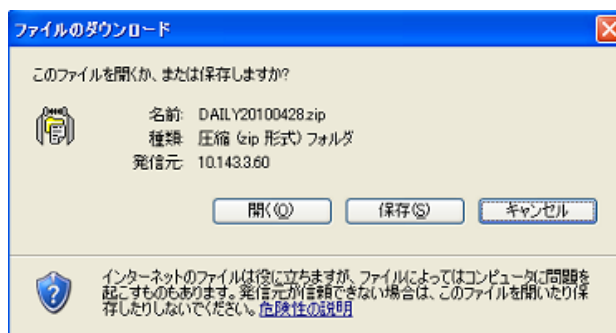 ファイルのダウンロード
このファイルを開くか、または保存しますか?
名前: DAILY20100428.zip
種類: 圧縮 (zip 形式) フォルダ
発信元: 10.143.3.60
開く(O) 保存(S) キャンセル
インターネットのファイルは役に立ちますが、ファイルによってはコンピュータに問題を
起こすものもあります。発信元が信頼できない場合は、このファイルを開いたり保
存したりしないでください。危険性の説明